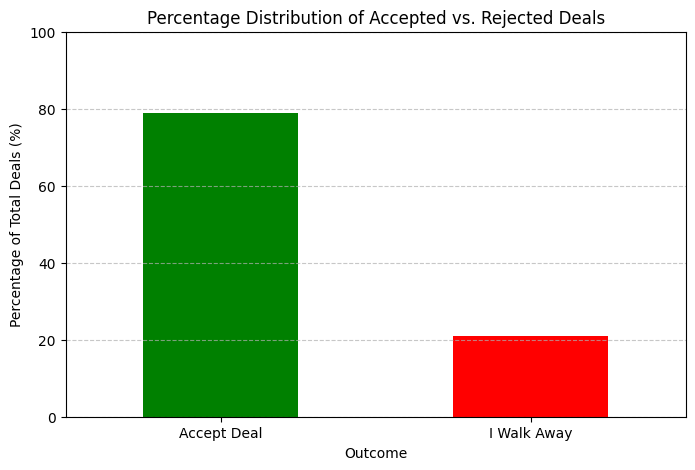 Percentage Distribution of Accepted vs. Rejected Deals
Percentage of Total Deals (%)
100
80
60
40
20
0
Accept Deal
I Walk Away
Outcome